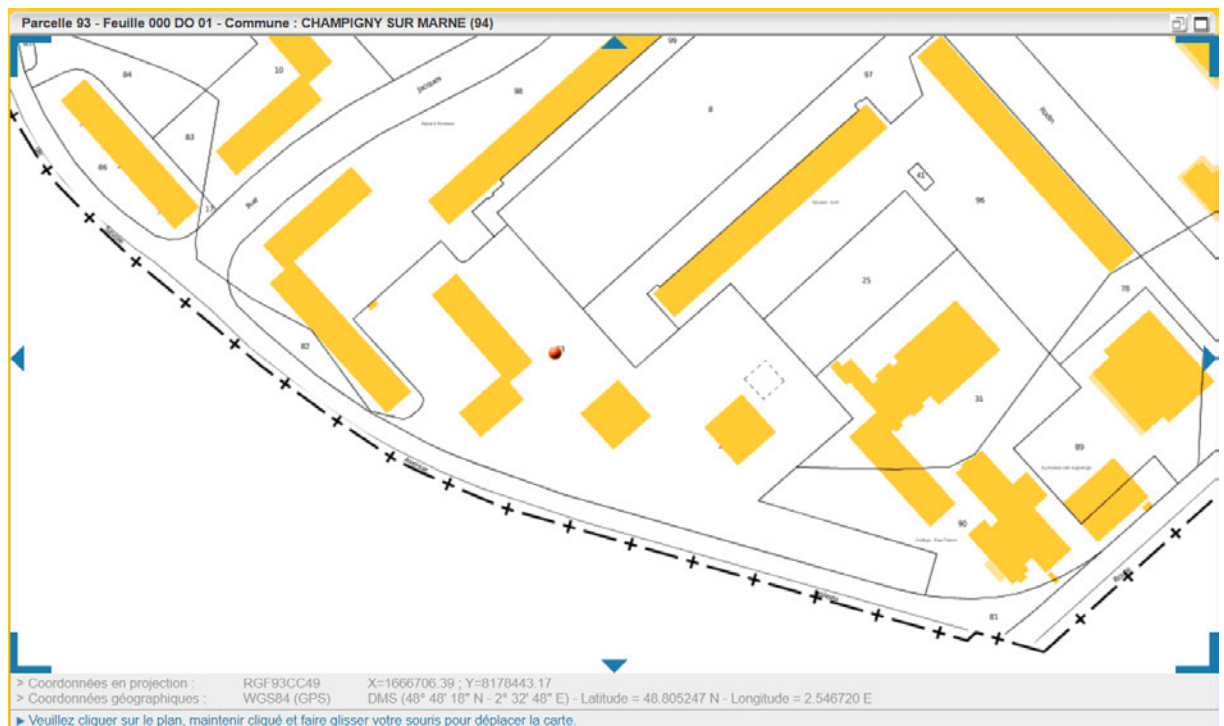 Parcelle 93 - Feuille 000 DO 01 - Commune : CHAMPIGNY SUR MARNE (94)
99
84
10
Jacques
98
97
8
Rodin
83
86
17
Rue
41
96
25
78
82
93
31
89
Avenue
90
81
> Coordonnées en projection : RGF93CC49 X=1666706.39 ; Y=8178443.17
> Coordonnées géographiques : WGS84 (GPS) DMS (48° 48' 18" N - 2° 32' 48" E) - Latitude = 48.805247 N - Longitude = 2.546720 E
► Veuillez cliquer sur le plan, maintenir cliqué et faire glisser votre souris pour déplacer la carte.